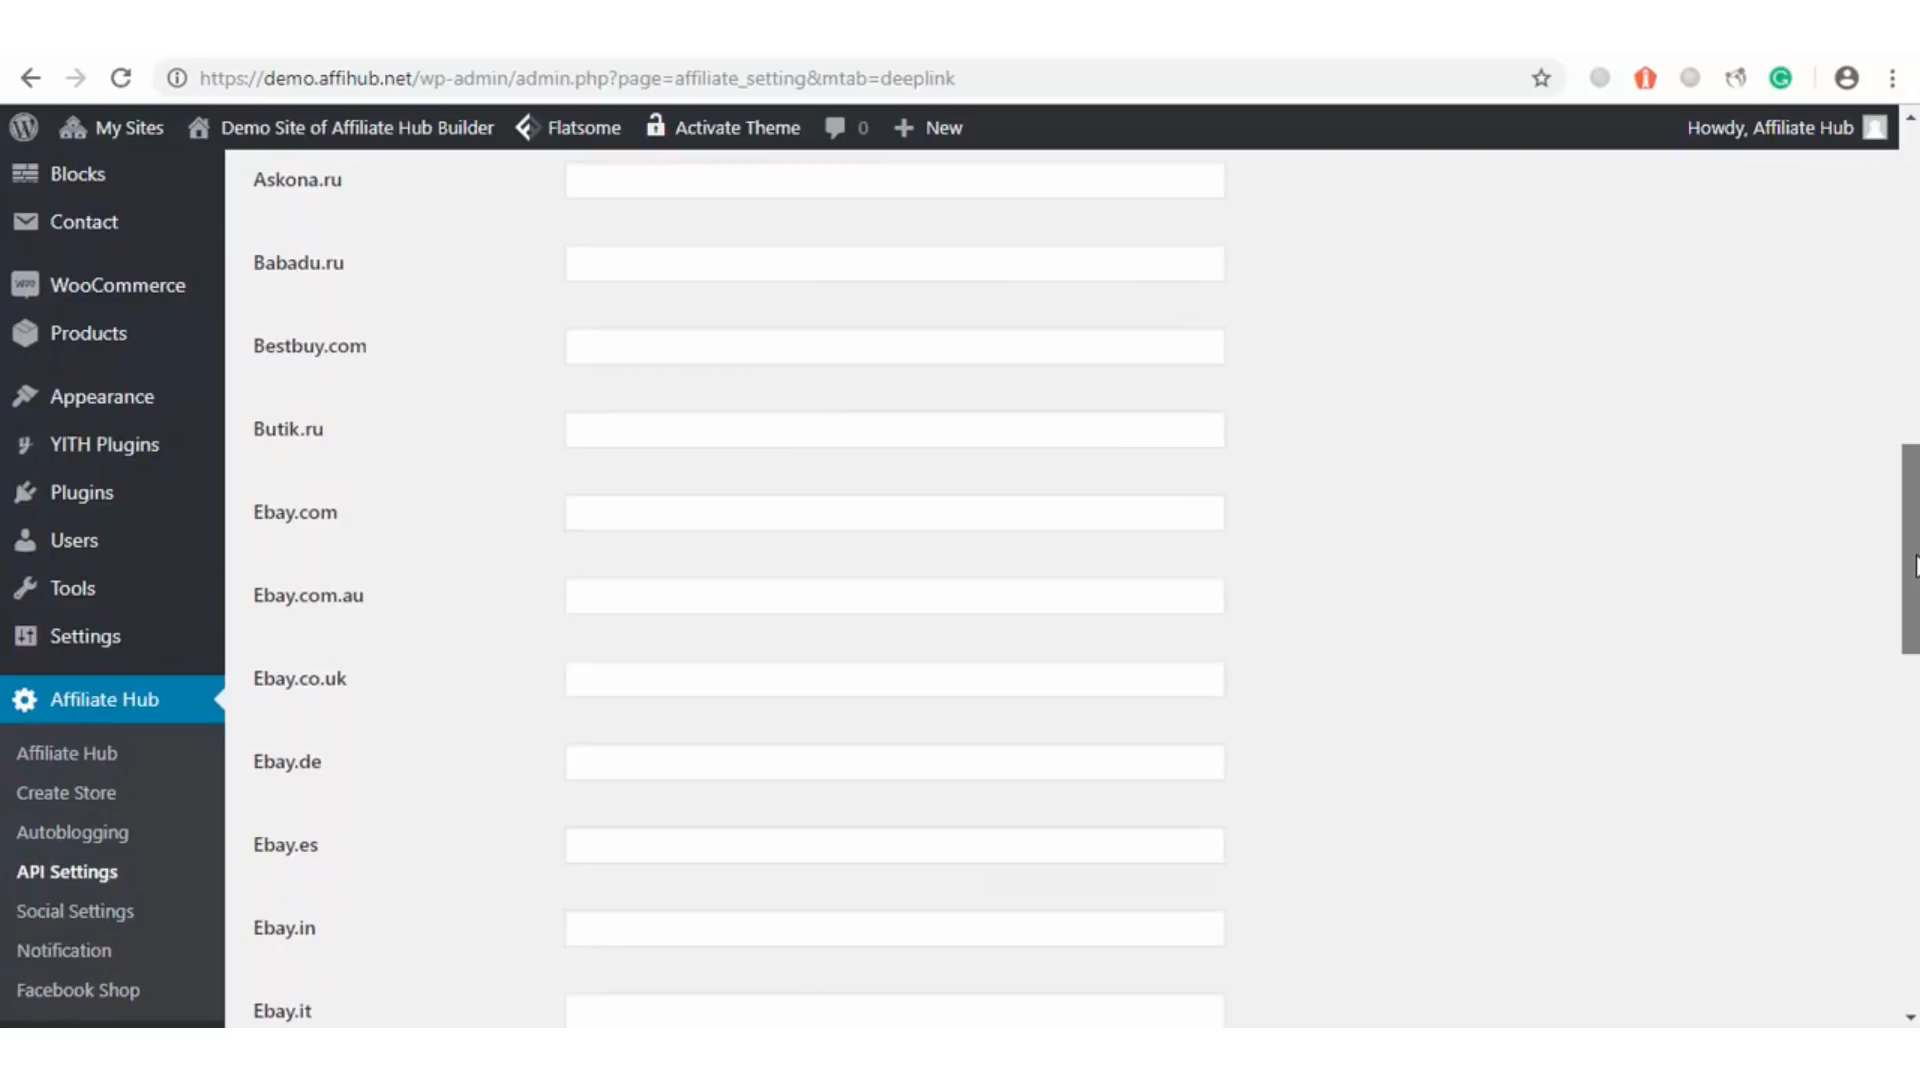 https://demo.affihub.net/wp-admin/admin.php?page=affiliate_setting&mtab=deeplink
My Sites Demo Site of Affiliate Hub Builder Flatsome Activate Theme 0 New Howdy, Affiliate Hub
Blocks
Contact
WooCommerce
Products
Appearance
YITH Plugins
Plugins
Users
Tools
Settings
Affiliate Hub
Affiliate Hub
Create Store
Autoblogging
API Settings
Social Settings
Notification
Facebook Shop
Askona.ru
Babadu.ru
Bestbuy.com
Butik.ru
Ebay.com
Ebay.com.au
Ebay.co.uk
Ebay.de
Ebay.es
Ebay.in
Ebay.it